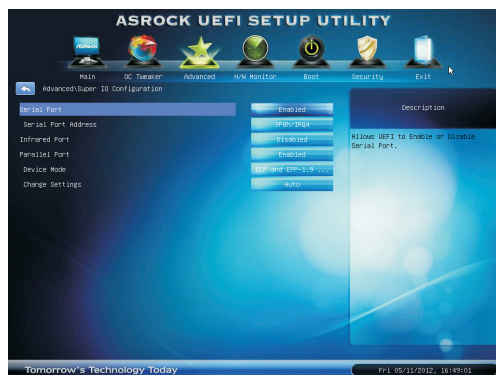 ASROCK UEFI SETUP UTILITY
ASRock
Main OC Tweaker Advanced H/W Monitor Boot Security Exit
Advanced\Super IO Configuration
Serial Port Enabled
Serial Port Address 3F8h/IRQ4
Infrared Port Disabled
Parallel Port Enabled
Device Mode ECP and EPP-1.9 ...
Change Settings Auto
Description
Allows UEFI to Enable or Disable
Serial Port.
Tomorrow's Technology Today
Fri 05/11/2012, 16:49:01